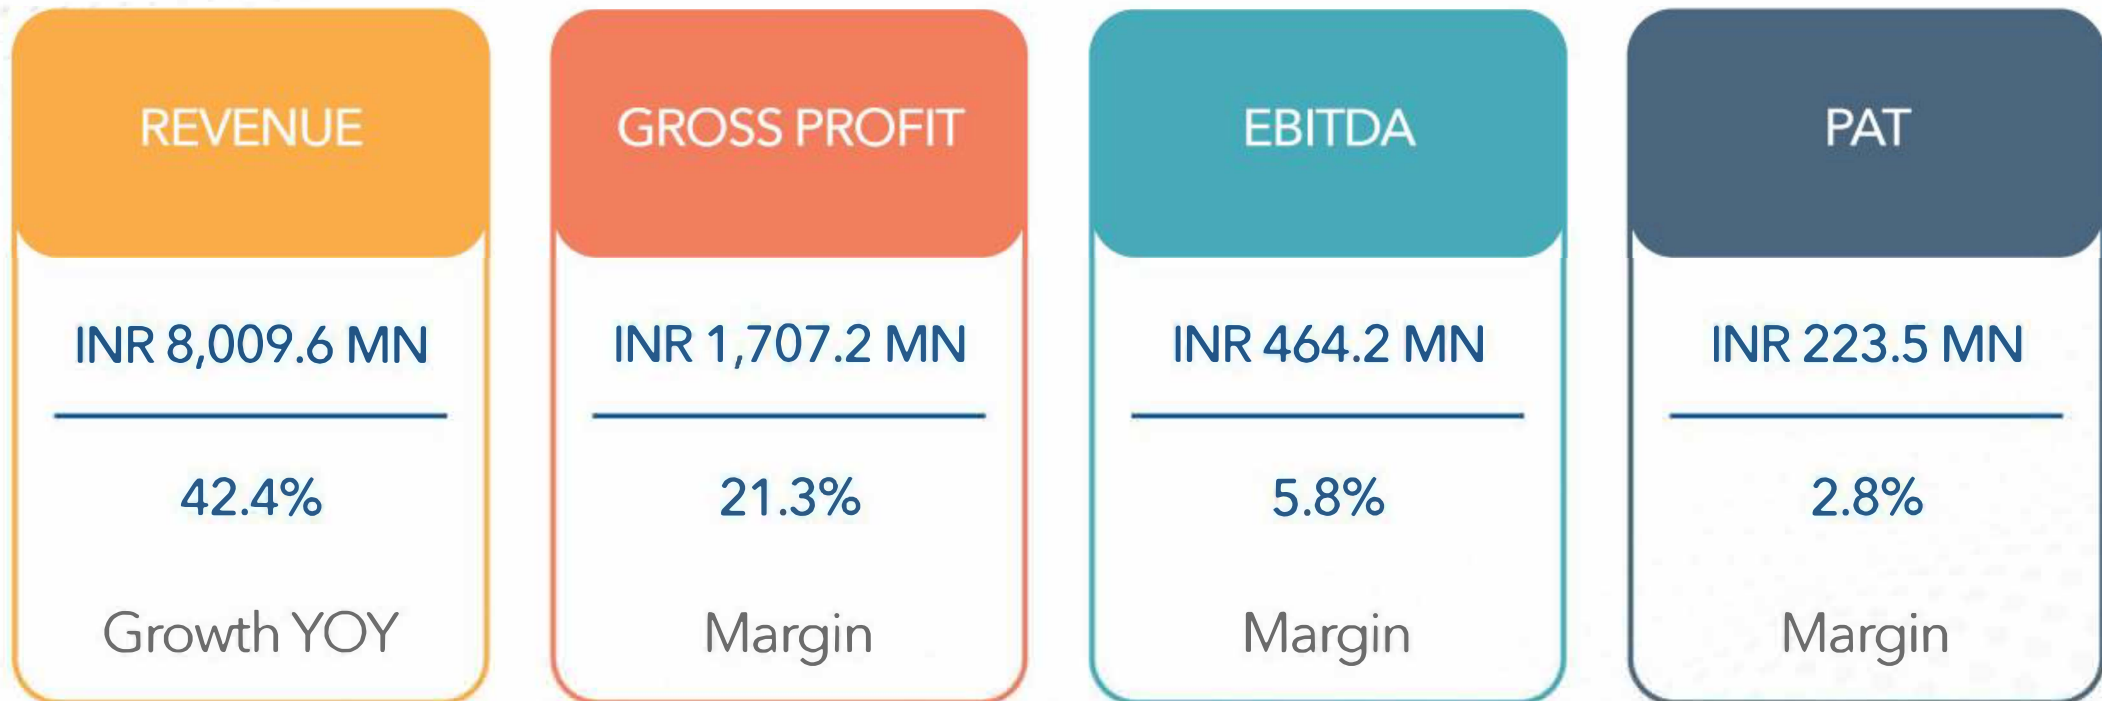 REVENUE
INR 8,009.6 MN
42.4%
Growth YOY
GROSS PROFIT
INR 1,707.2 MN
21.3%
Margin
EBITDA
INR 464.2 MN
5.8%
Margin
PAT
INR 223.5 MN
2.8%
Margin